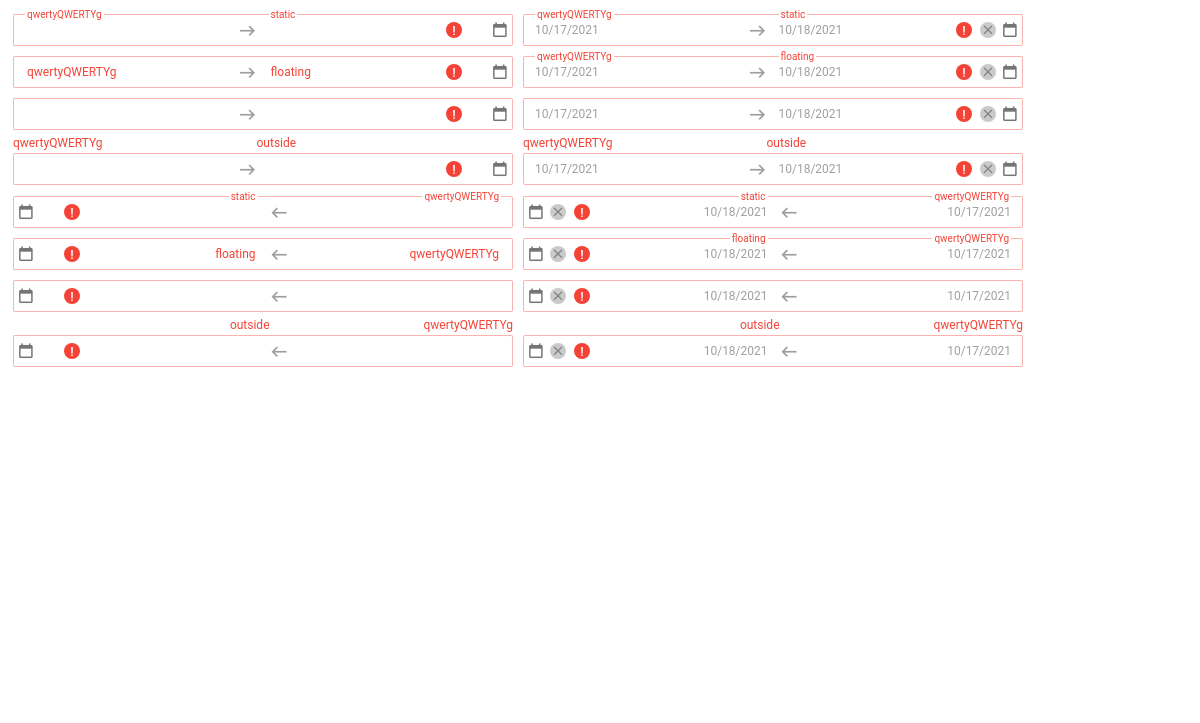 qwertyQWERTYg static qwertyQWERTYg static
10/17/2021 10/18/2021
qwertyQWERTYg floating
qwertyQWERTYg floating 10/17/2021 10/18/2021
10/17/2021 10/18/2021
qwertyQWERTYg outside qwertyQWERTYg outside
10/17/2021 10/18/2021
static qwertyQWERTYg static qwertyQWERTYg
10/18/2021 10/17/2021
floating qwertyQWERTYg
floating qwertyQWERTYg 10/18/2021 10/17/2021
10/18/2021 10/17/2021
outside qwertyQWERTYg outside qwertyQWERTYg
10/18/2021 10/17/2021